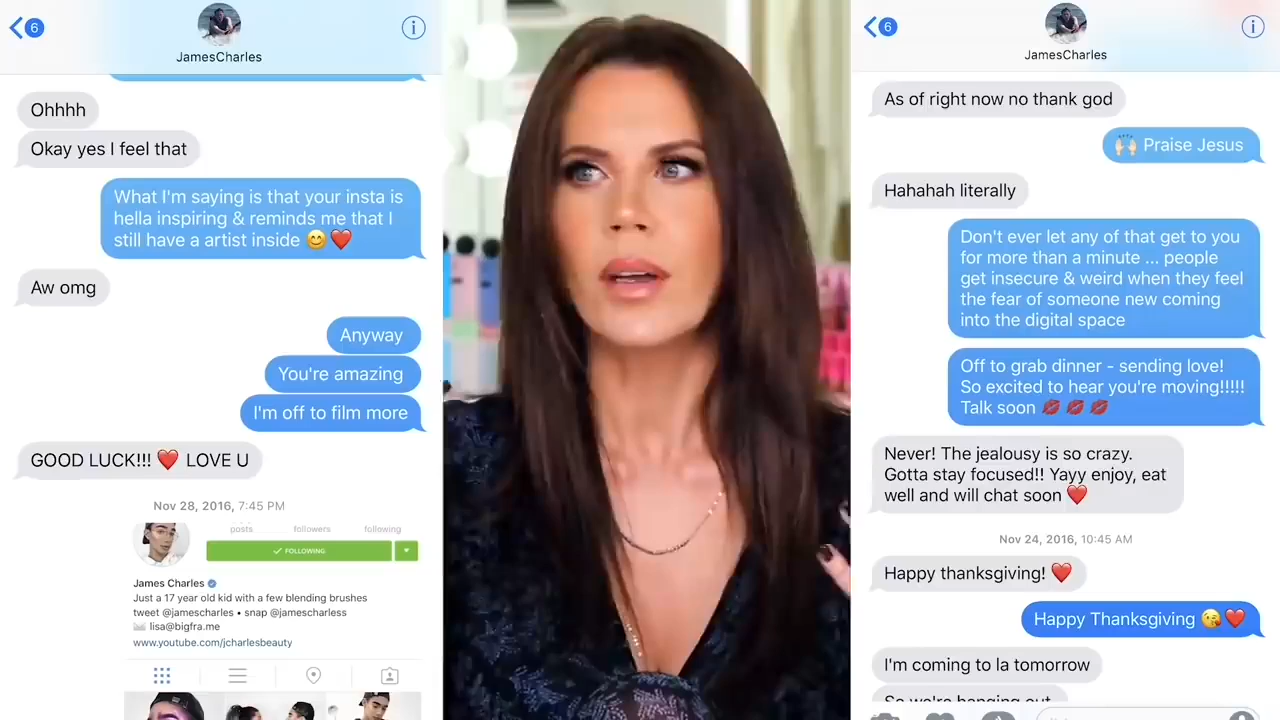 6
JamesCharles
Ohhhh
Okay yes I feel that
What I'm saying is that your insta is
hella inspiring & reminds me that I
still have a artist inside 😊❤️
Aw omg
Anyway
You're amazing
I'm off to film more
GOOD LUCK!!! ❤️ LOVE U
Nov 28, 2016, 7:45 PM
posts followers following
✓ FOLLOWING
James Charles
Just a 17 year old kid with a few blending brushes
tweet @jamescharles • snap @jamescharless
lisa@bigfra.me
www.youtube.com/jcharlesbeauty
6
JamesCharles
As of right now no thank god
🙌🏻 Praise Jesus
Hahahah literally
Don't ever let any of that get to you
for more than a minute ... people
get insecure & weird when they feel
the fear of someone new coming
into the digital space
Off to grab dinner - sending love!
So excited to hear you're moving!!!!!
Talk soon 💋 💋 💋
Never! The jealousy is so crazy.
Gotta stay focused!! Yayy enjoy, eat
well and will chat soon ❤️
Nov 24, 2016, 10:45 AM
Happy thanksgiving! ❤️
Happy Thanksgiving 😘❤️
I'm coming to la tomorrow
So we're hanging out